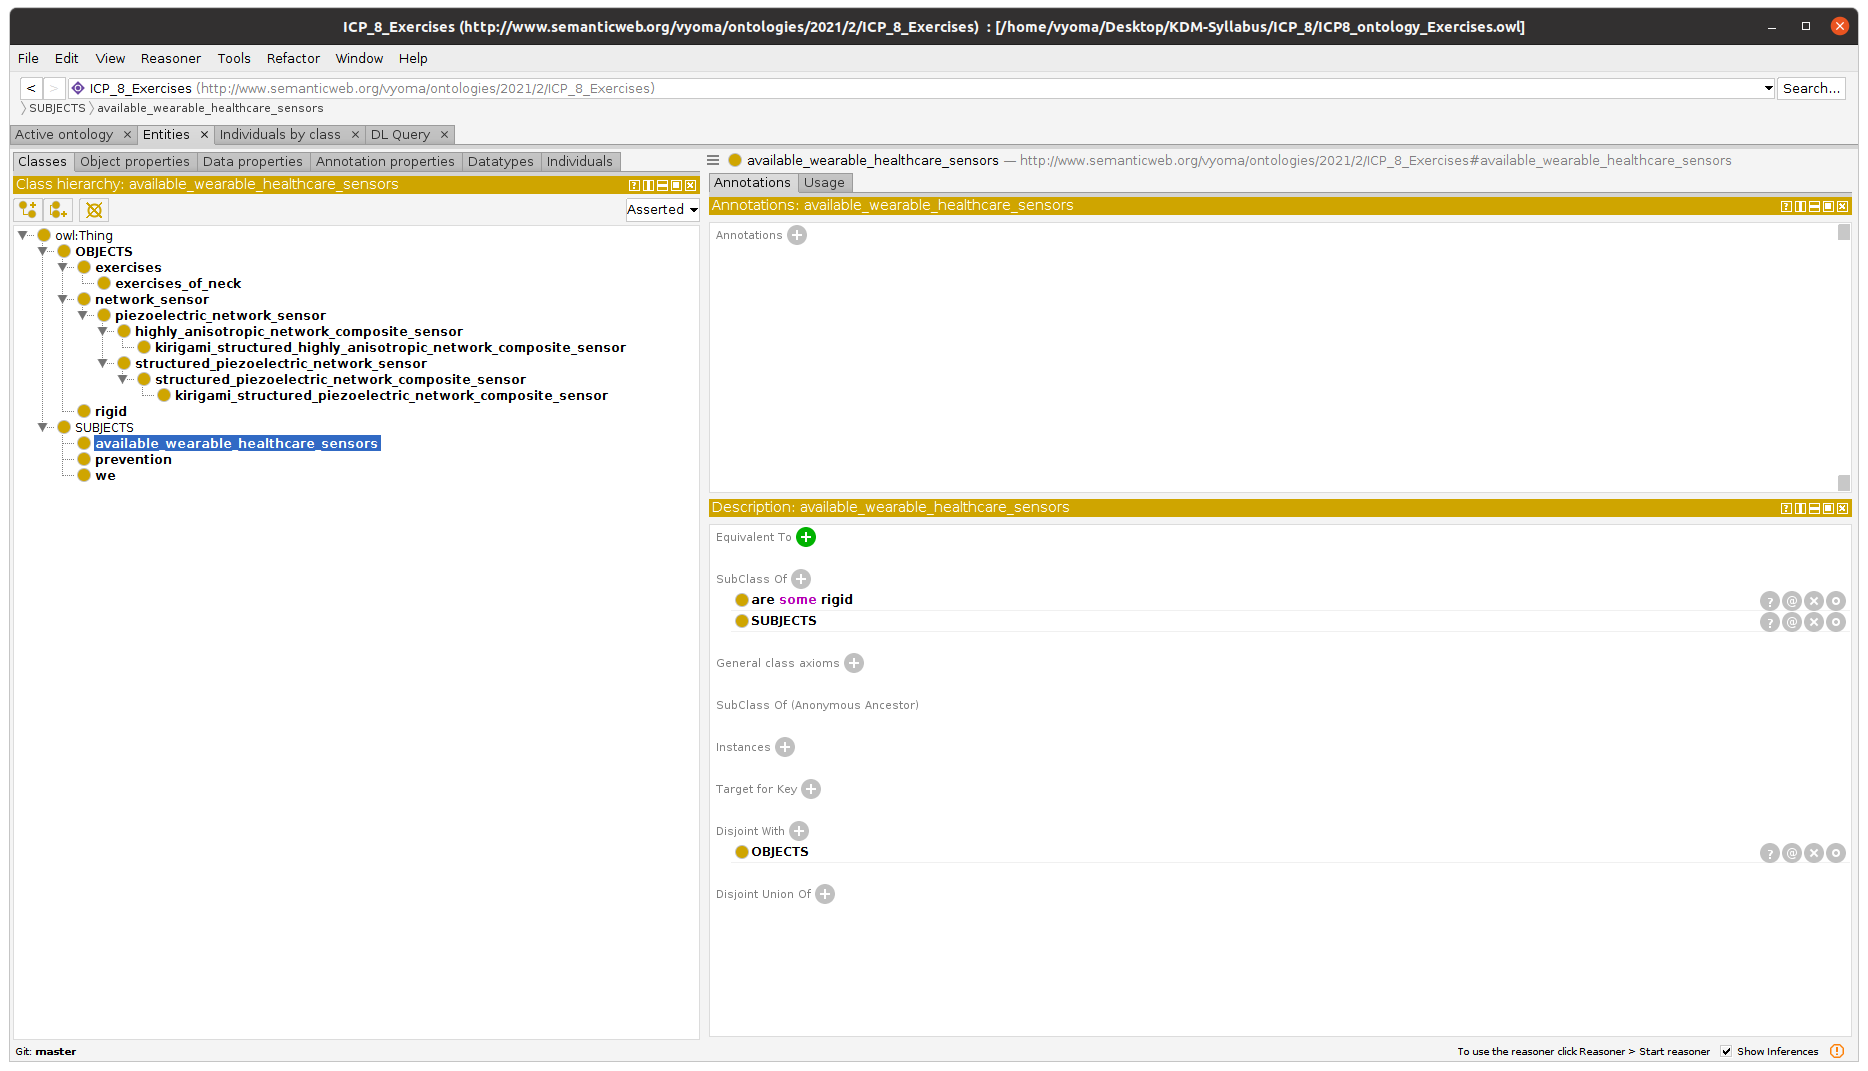 ICP_8_Exercises (http://www.semanticweb.org/vyoma/ontologies/2021/2/ICP_8_Exercises) : [/home/vyoma/Desktop/KDM-Syllabus/ICP_8/ICP8_ontology_Exercises.owl]
File Edit View Reasoner Tools Refactor Window Help
< > ICP_8_Exercises (http://www.semanticweb.org/vyoma/ontologies/2021/2/ICP_8_Exercises) Search...
SUBJECTS available_wearable_healthcare_sensors
Active ontology × Entities × Individuals by class × DL Query ×
Classes Object properties Data properties Annotation properties Datatypes Individuals
Class hierarchy: available_wearable_healthcare_sensors
Asserted
owl:Thing
OBJECTS
exercises
exercises_of_neck
network_sensor
piezoelectric_network_sensor
highly_anisotropic_network_composite_sensor
kirigami_structured_highly_anisotropic_network_composite_sensor
structured_piezoelectric_network_sensor
structured_piezoelectric_network_composite_sensor
kirigami_structured_piezoelectric_network_composite_sensor
rigid
SUBJECTS
available_wearable_healthcare_sensors
prevention
we
available_wearable_healthcare_sensors — http://www.semanticweb.org/vyoma/ontologies/2021/2/ICP_8_Exercises#available_wearable_healthcare_sensors
Annotations Usage
Annotations: available_wearable_healthcare_sensors
Annotations
Description: available_wearable_healthcare_sensors
Equivalent To
SubClass Of
are some rigid
SUBJECTS
General class axioms
SubClass Of (Anonymous Ancestor)
Instances
Target for Key
Disjoint With
OBJECTS
Disjoint Union Of
Git: master
To use the reasoner click Reasoner > Start reasoner Show Inferences